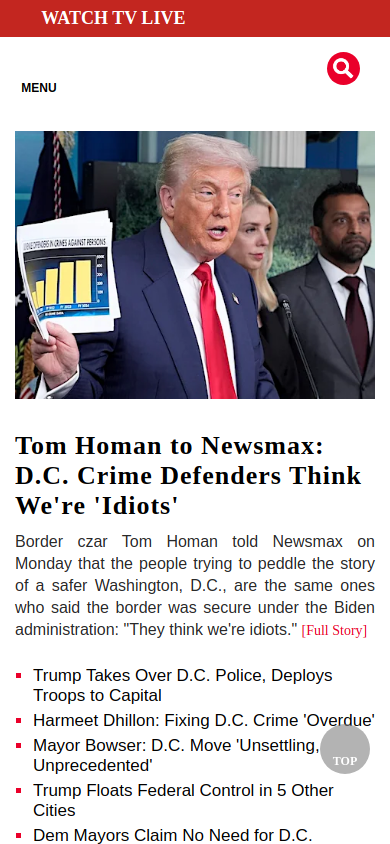 WATCH TV LIVE
MENU
Tom Homan to Newsmax:
D.C. Crime Defenders Think
We're 'Idiots'
Border czar Tom Homan told Newsmax on
Monday that the people trying to peddle the story
of a safer Washington, D.C., are the same ones
who said the border was secure under the Biden
administration: "They think we're idiots." [Full Story]
Trump Takes Over D.C. Police, Deploys
Troops to Capital
Harmeet Dhillon: Fixing D.C. Crime 'Overdue'
Mayor Bowser: D.C. Move 'Unsettling,
Unprecedented'
TOP
Trump Floats Federal Control in 5 Other
Cities
Dem Mayors Claim No Need for D.C.